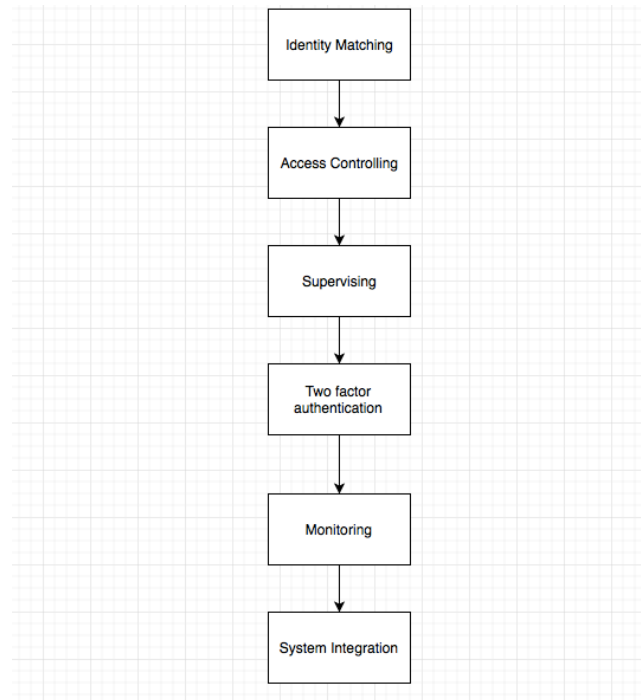 Identity Matching
Access Controlling
Supervising
Two factor
authentication
Monitoring
System Integration